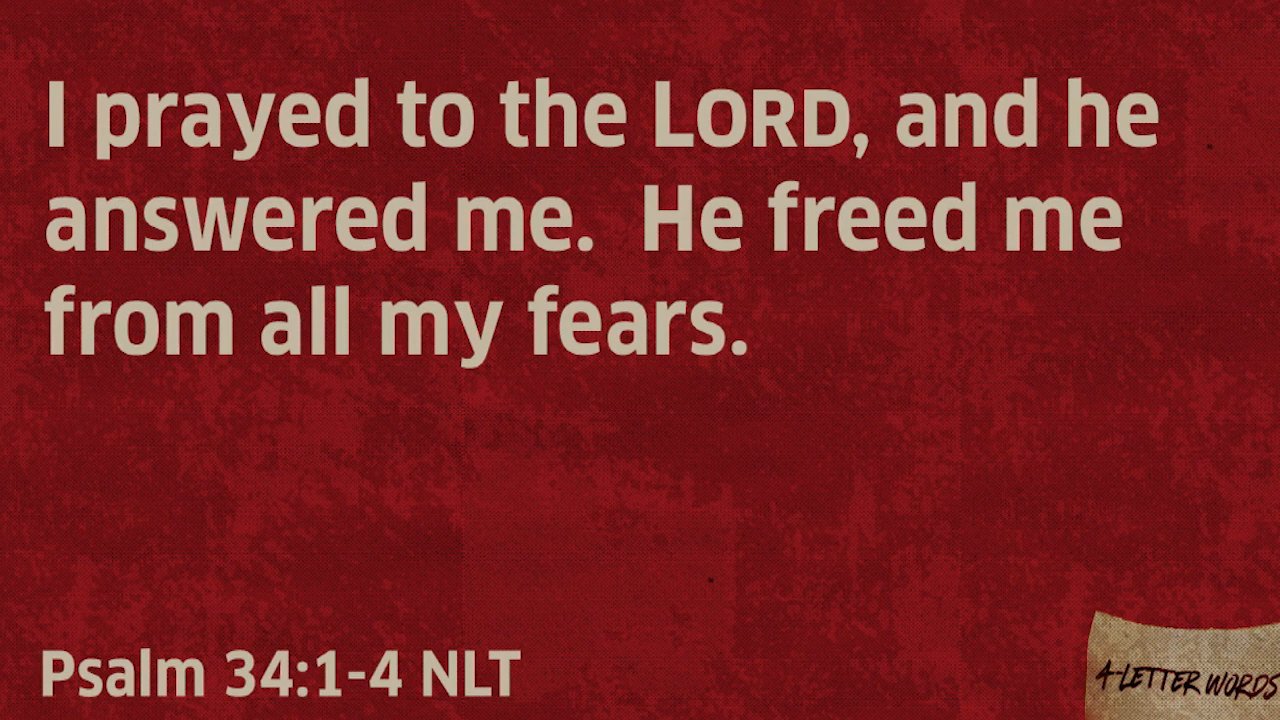 I prayed to the LORD, and he
answered me.  He freed me
from all my fears.
Psalm 34:1-4 NLT
4-LETTER WORDS